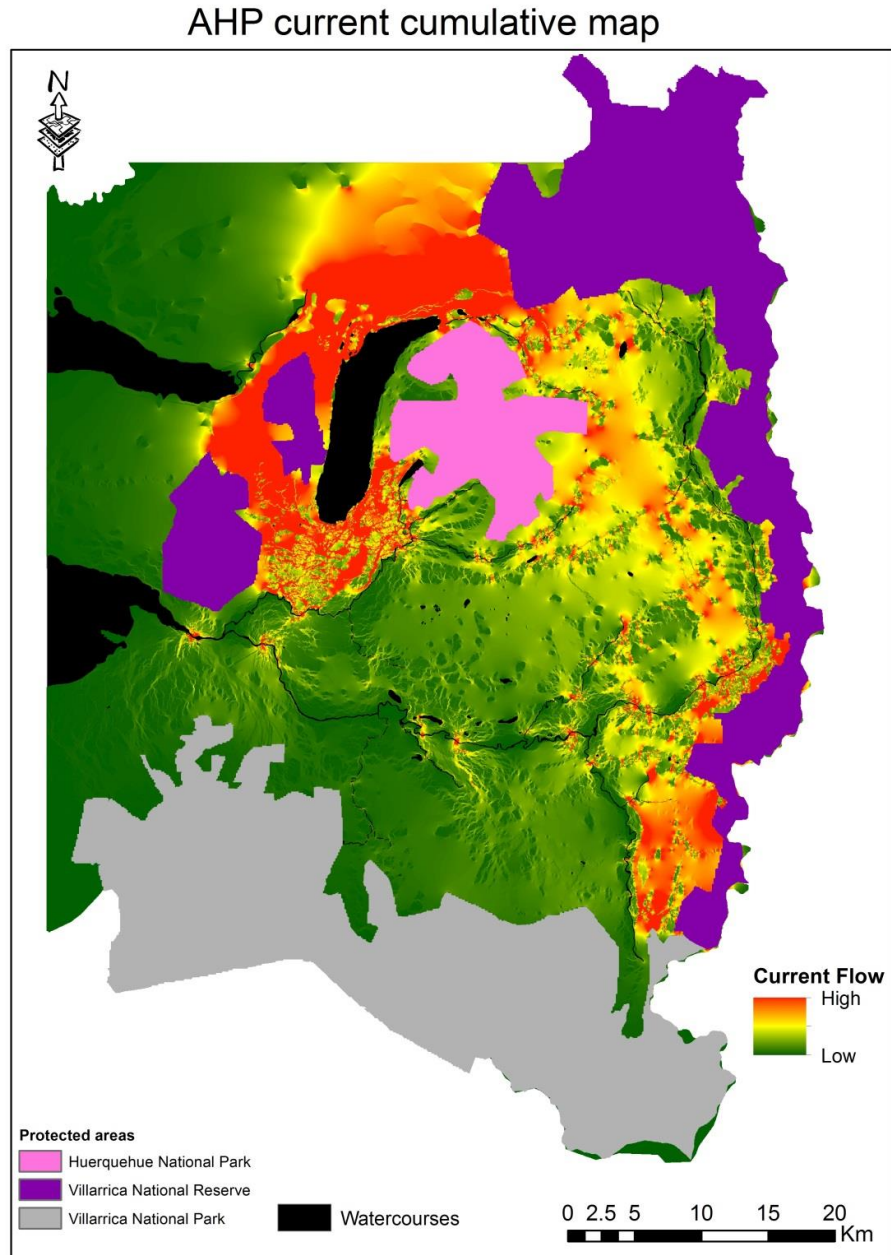 AHP current cumulative map
N
Current Flow
High
Low
Protected areas
Huerquehue National Park
Villarrica National Reserve
Villarrica National Park
Watercourses
0 2.5 5 10 15 20
Km